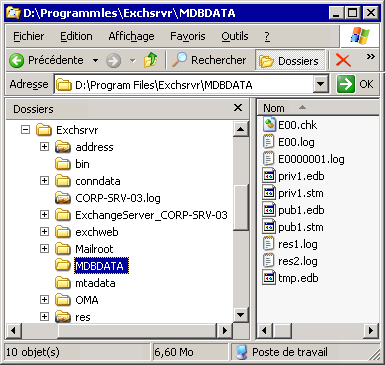 D:\Programmles\Exchsrvr\MDBDATA
Fichier Edition Affichage Favoris Outils ?
Précédente Rechercher Dossiers
Adresse D:\Program Files\Exchsrvr\MDBDATA OK
Dossiers
Exchsrvr
address
bin
conndata
CORP-SRV-03.log
ExchangeServer_CORP-SRV-03
exchweb
Mailroot
MDBDATA
mtadata
OMA
res
Nom
E00.chk
E00.log
E0000001.log
priv1.edb
priv1.stm
pub1.edb
pub1.stm
res1.log
res2.log
tmp.edb
10 objet(s) 6,60 Mo Poste de travail